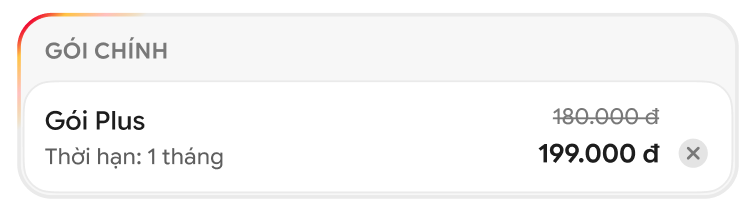 GÓI CHÍNH
Gói Plus
180.000 đ
Thời hạn: 1 tháng
199.000 đ